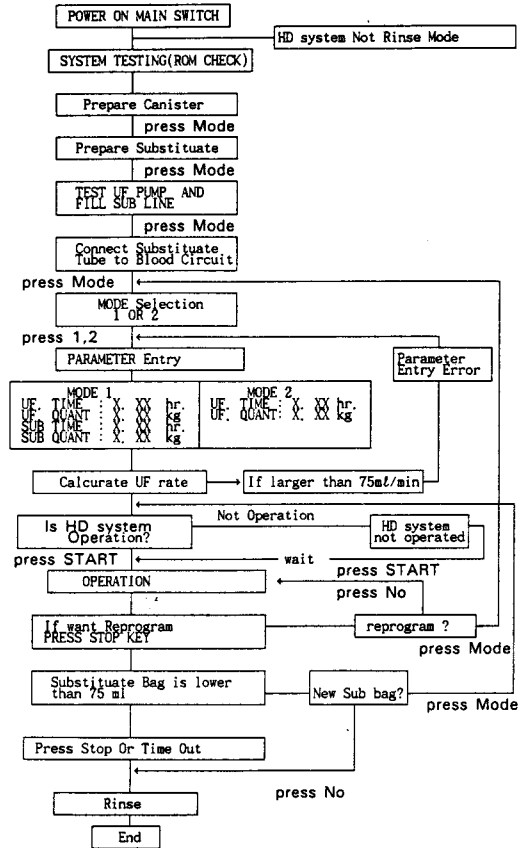 POWER ON MAIN SWITCH
HD system Not Rinse Mode
SYSTEM TESTING(ROM CHECK)
Prepare Canister
press Mode
Prepare Substituate
press Mode
TEST UF PUMP AND
FILL SUB LINE
press Mode
Connect Substituate
Tube to Blood Circuit
press Mode
MODE Selection
1 OR 2
press 1,2
PARAMETER Entry
Parameter
Entry Error
MODE 1
UF. TIME : X. XX hr.
UF. QUANT : X. XX kg
SUB TIME : X. XX hr.
SUB QUANT : X. XX kg
MODE 2
UF. TIME : X. XX hr.
UF. QUANT: X. XX kg
Calcurate UF rate
If larger than 75mℓ/min
Not Operation
Is HD system
Operation?
HD system
not operated
press START
wait
press START
OPERATION
press No
If want Reprogram
PRESS STOP KEY
reprogram ?
press Mode
Substituate Bag is lower
than 75 ml
New Sub bag?
press Mode
Press Stop Or Time Out
press No
Rinse
End